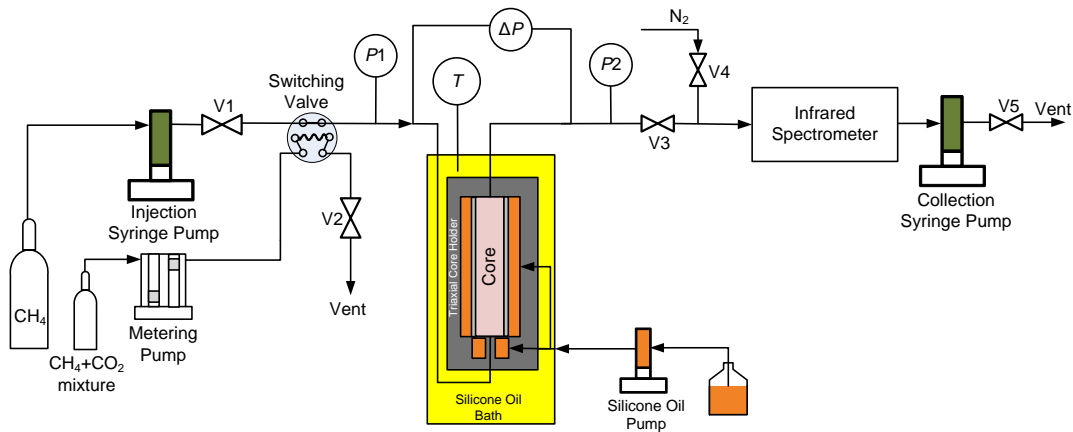 N₂
ΔP
P1
P2
T
V4
Switching
Valve
V1
Infrared
Spectrometer
V5
Vent
V3
Injection
Syringe Pump
V2
Collection
Syringe Pump
Triaxial Core Holder
Core
CH₄
Vent
Metering
Pump
CH₄+CO₂
mixture
Silicone Oil
Bath
Silicone Oil
Pump